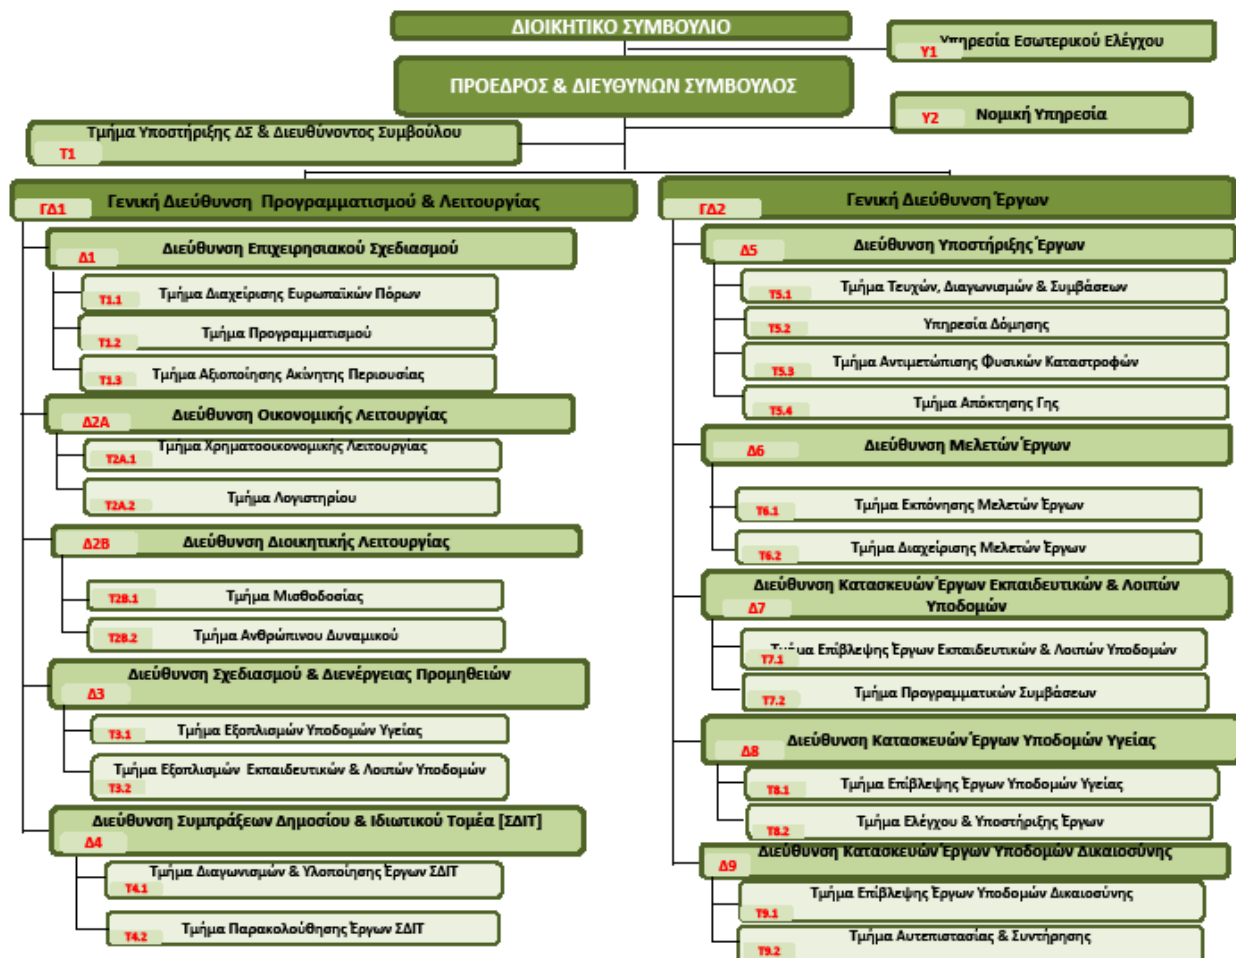 ΔΙΟΙΚΗΤΙΚΟ ΣΥΜΒΟΥΛΙΟ
Υπηρεσία Εσωτερικού Ελέγχου
Υ1
ΠΡΟΕΔΡΟΣ & ΔΙΕΥΘΥΝΩΝ ΣΥΜΒΟΥΛΟΣ
Υ2 Νομική Υπηρεσία
Τμήμα Υποστήριξης ΔΣ & Διευθύνοντος Συμβούλου
Τ1
Γενική Διεύθυνση Προγραμματισμού & Λειτουργίας
ΓΔ1
Διεύθυνση Επιχειρησιακού Σχεδιασμού
Δ1
Τμήμα Διαχείρισης Ευρωπαϊκών Πόρων
Τ1.1
Τμήμα Προγραμματισμού
Τ1.2
Τμήμα Αξιοποίησης Ακίνητης Περιουσίας
Τ1.3
Διεύθυνση Οικονομικής Λειτουργίας
Δ2Α
Τμήμα Χρηματοοικονομικής Λειτουργίας
Τ2Α.1
Τμήμα Λογιστηρίου
Τ2Α.2
Διεύθυνση Διοικητικής Λειτουργίας
Δ2Β
Τμήμα Μισθοδοσίας
Τ2Β.1
Τμήμα Ανθρώπινου Δυναμικού
Τ2Β.2
Διεύθυνση Σχεδιασμού & Διενέργειας Προμηθειών
Δ3
Τμήμα Εξοπλισμών Υποδομών Υγείας
Τ3.1
Τμήμα Εξοπλισμών Εκπαιδευτικών & Λοιπών Υποδομών
Τ3.2
Διεύθυνση Συμπράξεων Δημοσίου & Ιδιωτικού Τομέα [ΣΔΙΤ]
Δ4
Τμήμα Διαγωνισμών & Υλοποίησης Έργων ΣΔΙΤ
Τ4.1
Τμήμα Παρακολούθησης Έργων ΣΔΙΤ
Τ4.2
Γενική Διεύθυνση Έργων
ΓΔ2
Διεύθυνση Υποστήριξης Έργων
Δ5
Τμήμα Τευχών, Διαγωνισμών & Συμβάσεων
Τ5.1
Υπηρεσία Δόμησης
Τ5.2
Τμήμα Αντιμετώπισης Φυσικών Καταστροφών
Τ5.3
Τμήμα Απόκτησης Γης
Τ5.4
Διεύθυνση Μελετών Έργων
Δ6
Τμήμα Εκπόνησης Μελετών Έργων
Τ6.1
Τμήμα Διαχείρισης Μελετών Έργων
Τ6.2
Διεύθυνση Κατασκευών Έργων Εκπαιδευτικών & Λοιπών
Υποδομών
Δ7
Τμήμα Επίβλεψης Έργων Εκπαιδευτικών & Λοιπών Υποδομών
Τ7.1
Τμήμα Προγραμματικών Συμβάσεων
Τ7.2
Διεύθυνση Κατασκευών Έργων Υποδομών Υγείας
Δ8
Τμήμα Επίβλεψης Έργων Υποδομών Υγείας
Τ8.1
Τμήμα Ελέγχου & Υποστήριξης Έργων
Τ8.2
Διεύθυνση Κατασκευών Έργων Υποδομών Δικαιοσύνης
Δ9
Τμήμα Επίβλεψης Έργων Υποδομών Δικαιοσύνης
Τ9.1
Τμήμα Αυτεπιστασίας & Συντήρησης
Τ9.2